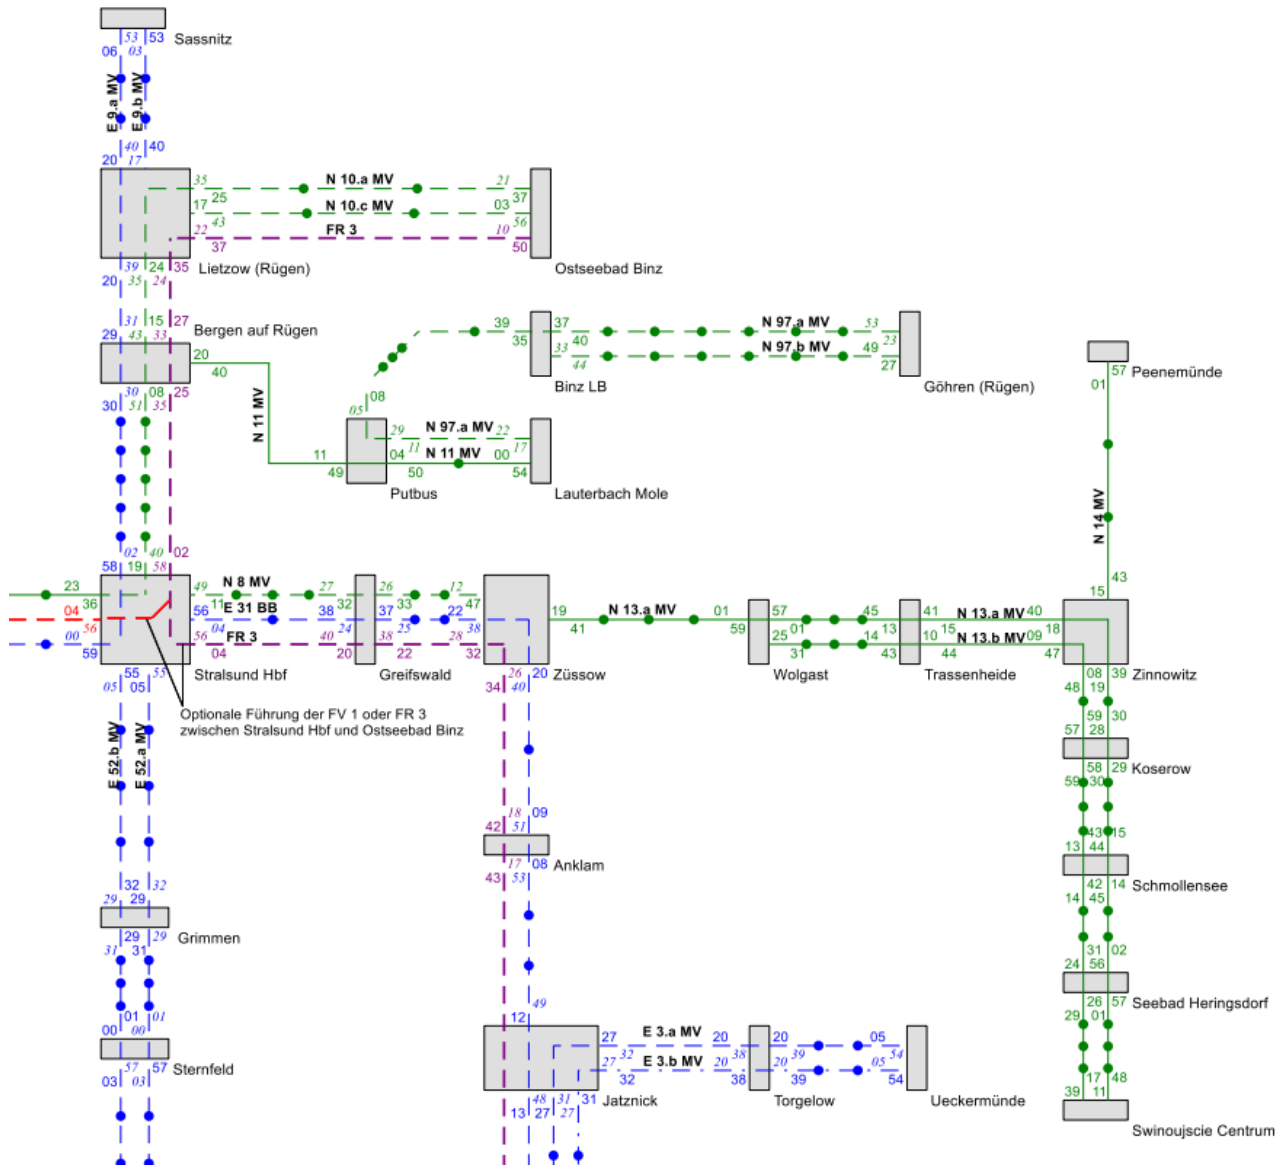 53 53
Sassnitz
06 03
E 9.a MV
E 9.b MV
40 40
20 17
35 N 10.a MV 21
25 37
17 N 10.c MV 03
43 56
22 FR 3 10
37 50
Lietzow (Rügen) Ostseebad Binz
39 24 35
20 35 24
31 15 27
29 43 33
Bergen auf Rügen
20
40
30 08 25
30 51 35
N 11 MV
39 37 N 97.a MV 53
35 40 23
33 N 97.b MV 49
44 27
Binz LB Göhren (Rügen)
08
05
29 N 97.a MV 22
11 17
11 04 N 11 MV 00
49 50 54
Putbus Lauterbach Mole
57
Peenemünde
01
N 14 MV
43
15
02 40 02
58 19 58
23 49 N 8 MV 27 26 12
36 11 32 33 47
04 56 E 31 BB 38 37 22
56 04 24 25 38
00 56 FR 3 40 38 28
59 04 20 22 32
Stralsund Hbf Greifswald Züssow
19 N 13.a MV 01 57 45 41 N 13.a MV 40
41 59 01 13 15 18
25 14 10 N 13.b MV 09
31 43 44 47
Wolgast Trassenheide Zinnowitz
55 55
05 05
Optionale Führung der FV 1 oder FR 3
zwischen Stralsund Hbf und Ostseebad Binz
E 52.b MV
E 52.a MV
26 20
34 40
08 39
48 19
59 30
57 28
Koserow
58 29
59 30
43 15
13 44
Schmollensee
42 14
14 45
31 02
24 56
Seebad Heringsdorf
26 57
29 01
17 48
39 11
Swinoujscie Centrum
18 09
42 51
Anklam
17 08
43 53
32 32
29 29
Grimmen
29 29
31 31
01 01
00 00
Sternfeld
57 57
03 03
49
12
27 E 3.a MV 20 20 05
32 38 39 54
27 E 3.b MV 20 20 05
32 38 39 54
Jatznick Torgelow Ueckermünde
48 31 31
13 27 27